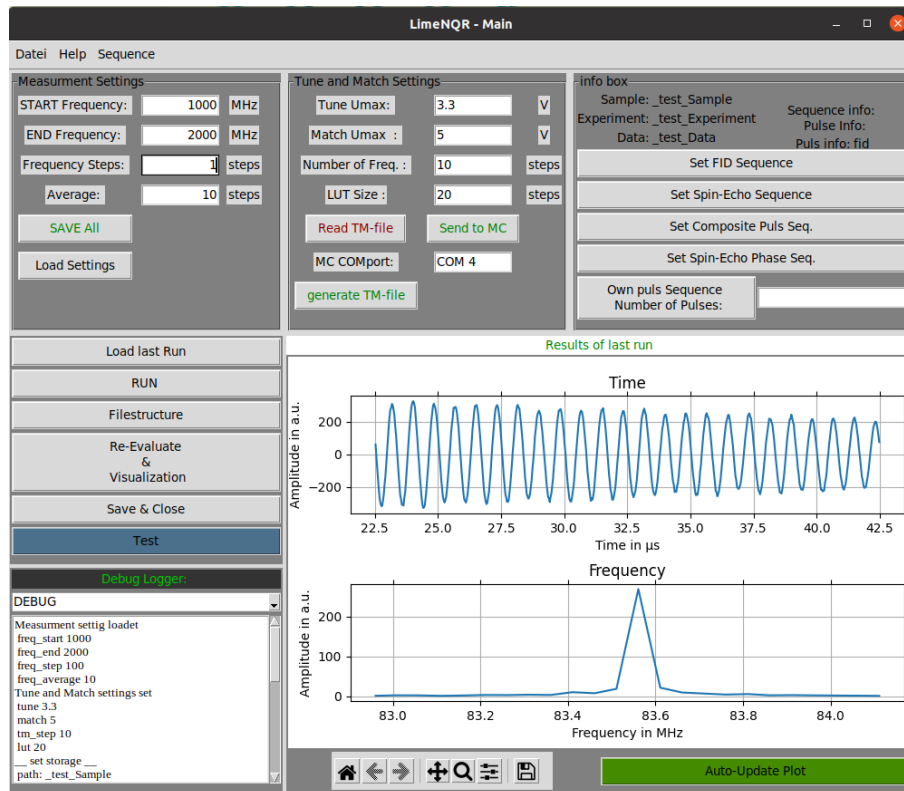 LimeNQR - Main
Datei Help Sequence
Measurment Settings
START Frequency: 1000 MHz
END Frequency: 2000 MHz
Frequency Steps: 1 steps
Average: 10 steps
SAVE All
Load Settings
Tune and Match Settings
Tune Umax: 3.3 V
Match Umax : 5 V
Number of Freq. : 10 steps
LUT Size : 20 steps
Read TM-file Send to MC
MC COMport: COM 4
generate TM-file
info box
Sample: _test_Sample
Experiment: _test_Experiment
Data: _test_Data
Sequence info:
Pulse Info:
Puls info: fid
Set FID Sequence
Set Spin-Echo Sequence
Set Composite Puls Seq.
Set Spin-Echo Phase Seq.
Own puls Sequence
Number of Pulses:
Load last Run
RUN
Filestructure
Re-Evaluate
&
Visualization
Save & Close
Test
Debug Logger:
DEBUG
Measurment settig loadet
freq_start 1000
freq_end 2000
freq_step 100
freq_average 10
Tune and Match settings set
tune 3.3
match 5
tm_step 10
lut 20
__ set storage __
path: _test_Sample
Results of last run
Time
Amplitude in a.u.
200
0
−200
22.5 25.0 27.5 30.0 32.5 35.0 37.5 40.0 42.5
Time in µs
Frequency
Amplitude in a.u.
200
100
0
83.0 83.2 83.4 83.6 83.8 84.0
Frequency in MHz
Auto-Update Plot